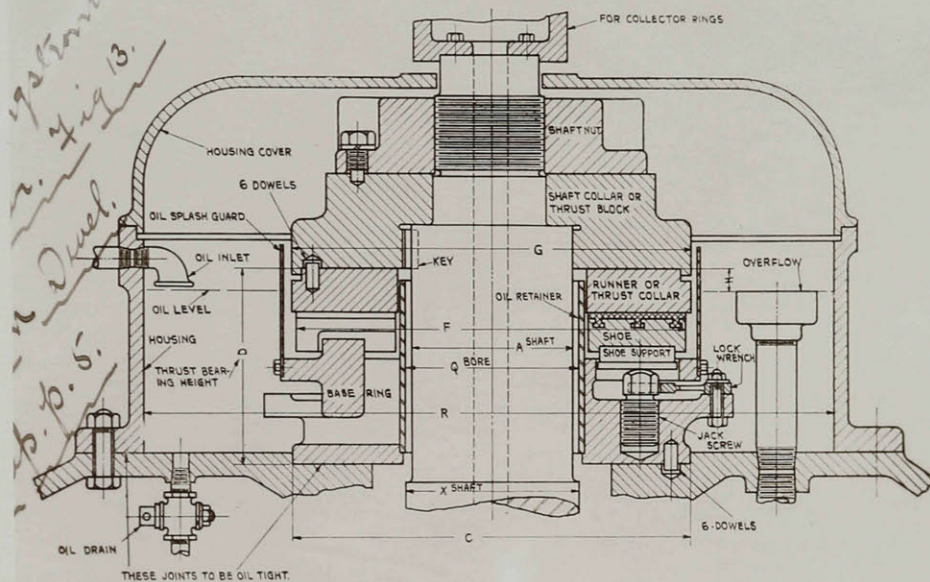 Fig 13.
p. 5.
FOR COLLECTOR RINGS
HOUSING COVER
SHAFT NUT
6 DOWELS
SHAFT COLLAR OR
THRUST BLOCK
OIL SPLASH GUARD
G
KEY
OIL INLET
OVERFLOW
OIL RETAINER
RUNNER OR
THRUST COLLAR
OIL LEVEL
F
SHOE
HOUSING
A SHAFT
SHOE SUPPORT
LOCK
WRENCH
D
THRUST BEAR-
ING HEIGHT
Q BORE
BASE RING
R
JACK
SCREW
X SHAFT
OIL DRAIN
C
6-DOWELS
THESE JOINTS TO BE OIL TIGHT.